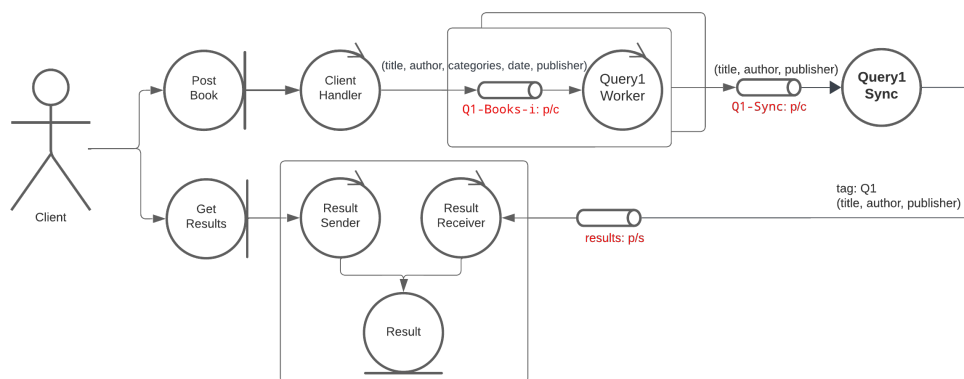 Post
Book
Client
Handler
(title, author, categories, date, publisher)
Q1-Books-i: p/c
Query1
Worker
(title, author, publisher)
Q1-Sync: p/c
Query1
Sync
Client
Get
Results
Result
Sender
Result
Receiver
results: p/s
tag: Q1
(title, author, publisher)
Result